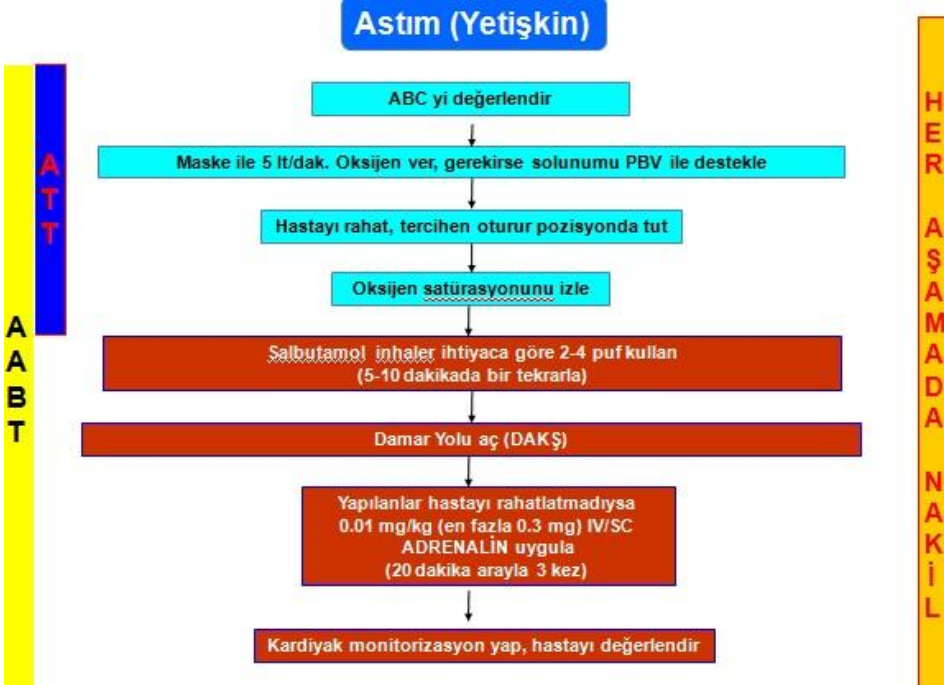 Astım (Yetişkin)
ABC yi değerlendir
Maske ile 5 lt/dak. Oksijen ver, gerekirse solunumu PBV ile destekle
Hastayı rahat, tercihen oturur pozisyonda tut
Oksijen satürasyonunu izle
Salbutamol inhaler ihtiyaca göre 2-4 puf kullan
(5-10 dakikada bir tekrarla)
Damar Yolu aç (DAKŞ)
Yapılanlar hastayı rahatlatmadıysa
0.01 mg/kg (en fazla 0.3 mg) IV/SC
ADRENALİN uygula
(20 dakika arayla 3 kez)
Kardiyak monitorizasyon yap, hastayı değerlendir
AABT
ATT
HER AŞAMADA NAKİL